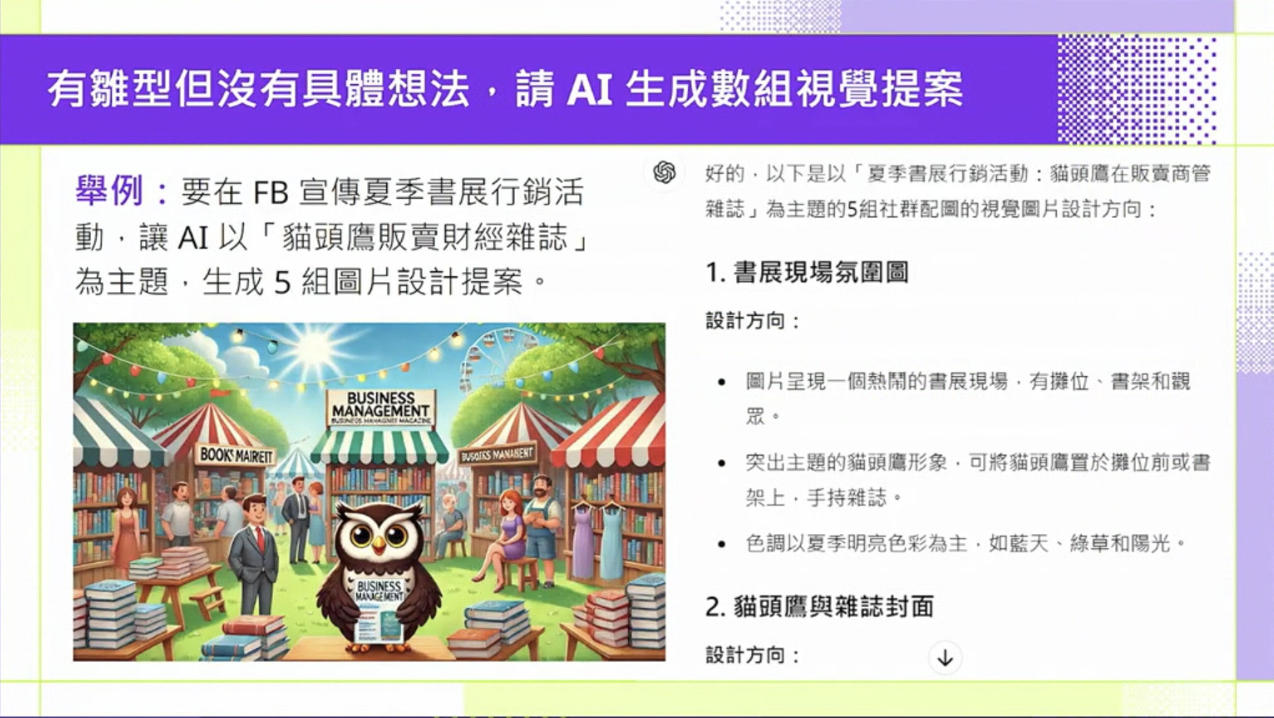 有雛型但沒有具體想法，請 AI 生成數組視覺提案
舉例：要在 FB 宣傳夏季書展行銷活
動，讓 AI 以「貓頭鷹販賣財經雜誌」
為主題，生成 5 組圖片設計提案。
BUSINESS
MANAGEMENT
BOOKS MAIRETT
BUSINESS
MANAGEMENT
好的，以下是以「夏季書展行銷活動：貓頭鷹在販賣商管
雜誌」為主題的5組社群配圖的視覺圖片設計方向：
1. 書展現場氛圍圖
設計方向：
• 圖片呈現一個熱鬧的書展現場，有攤位、書架和觀
眾。
• 突出主題的貓頭鷹形象，可將貓頭鷹置於攤位前或書
架上，手持雜誌。
• 色調以夏季明亮色彩為主，如藍天、綠草和陽光。
2. 貓頭鷹與雜誌封面
設計方向：